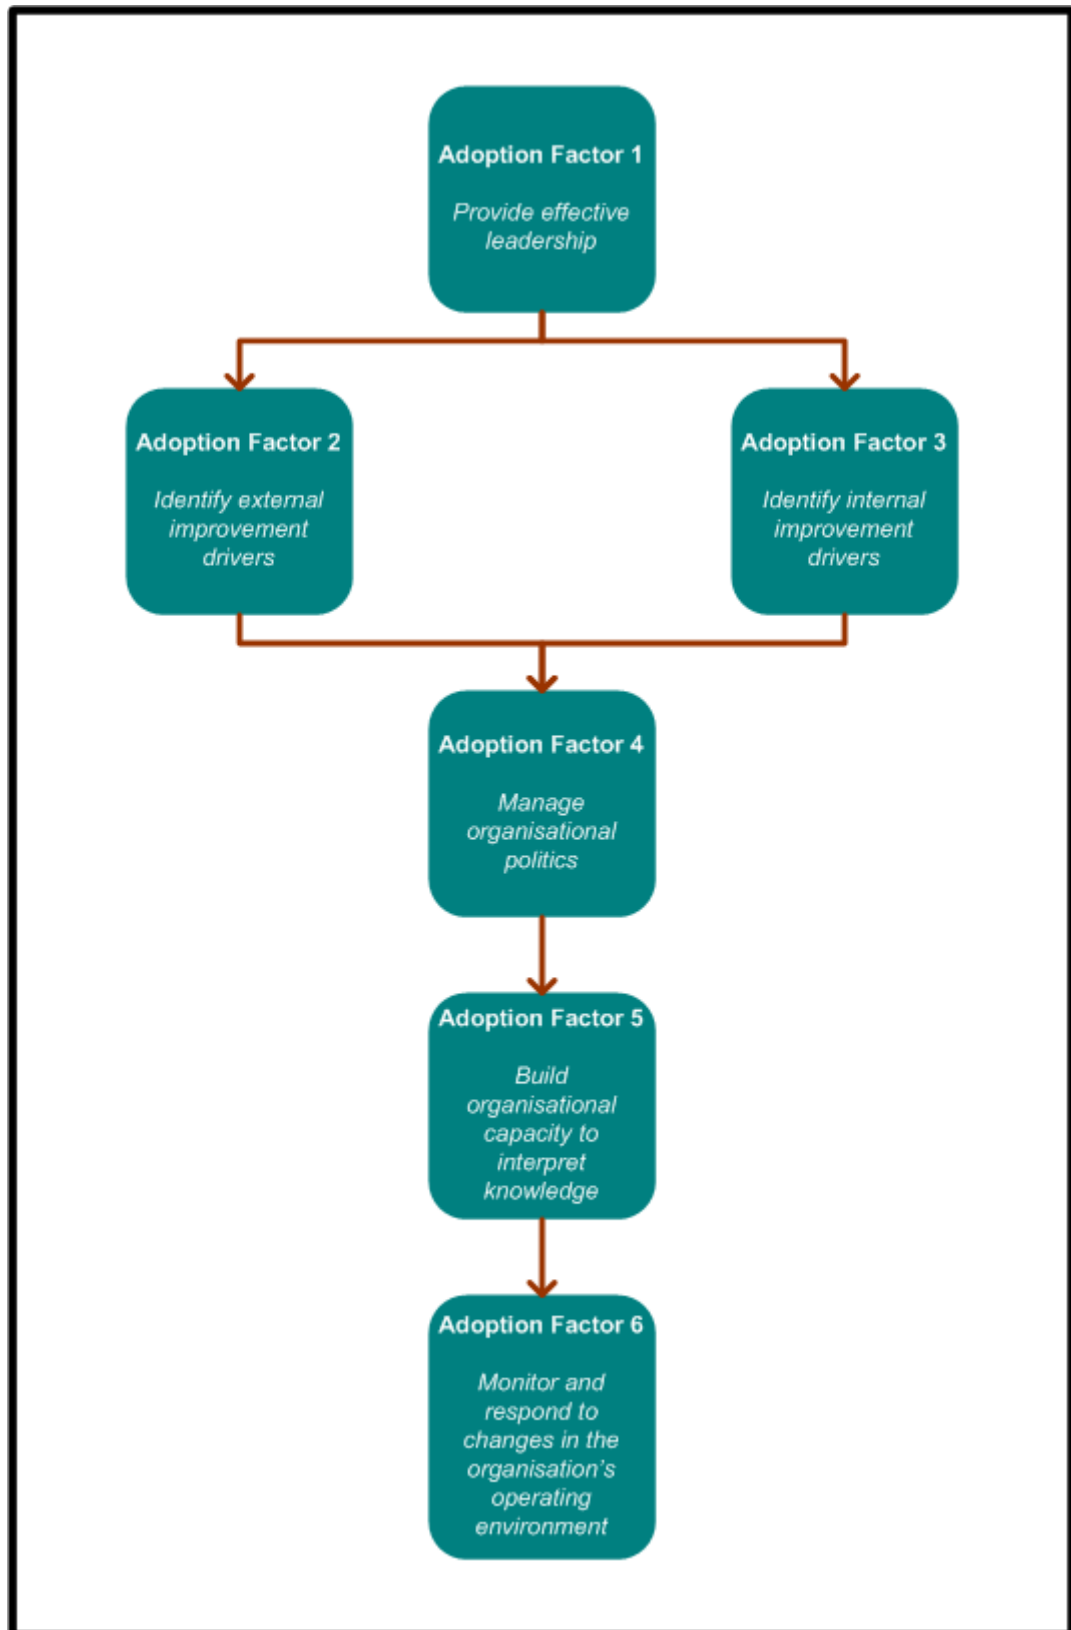 Adoption Factor 1
Provide effective
leadership
Adoption Factor 2
Identify external
improvement
drivers
Adoption Factor 3
Identify internal
improvement
drivers
Adoption Factor 4
Manage
organisational
politics
Adoption Factor 5
Build
organisational
capacity to
interpret
knowledge
Adoption Factor 6
Monitor and
respond to
changes in the
organisation’s
operating
environment